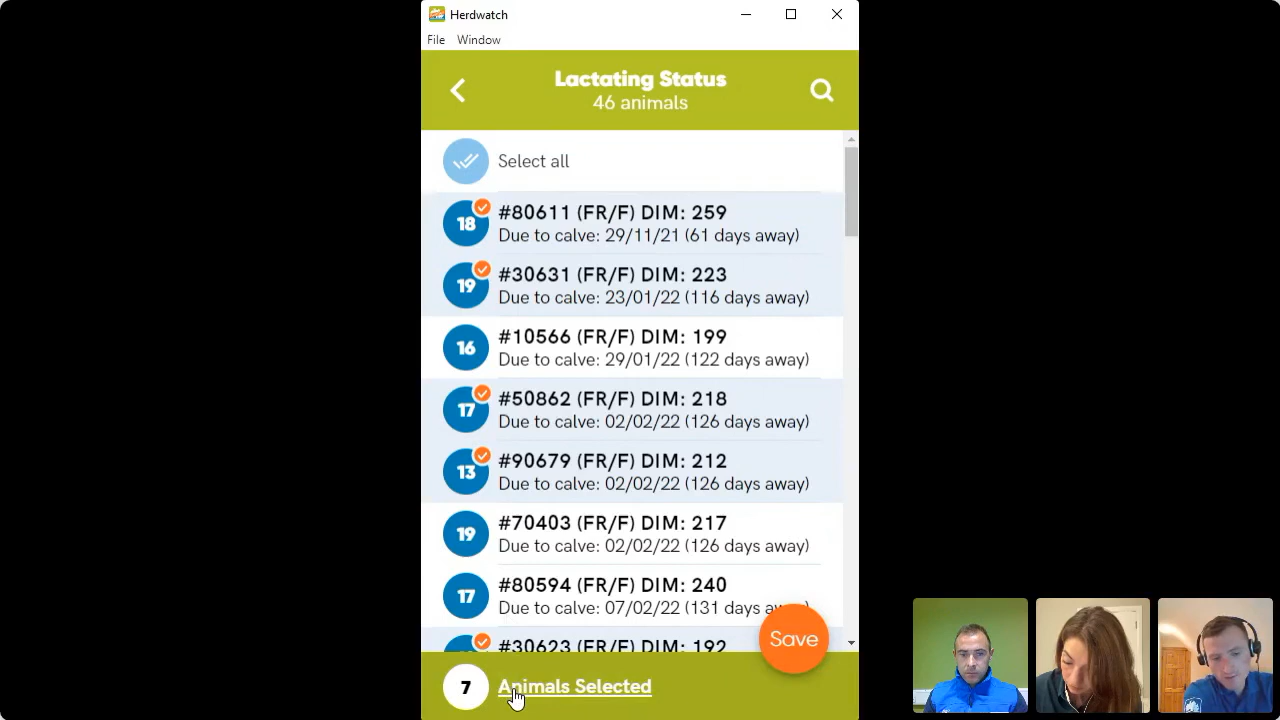 Herdwatch
File Window
Lactating Status
46 animals
Select all
18 #80611 (FR/F) DIM: 259
Due to calve: 29/11/21 (61 days away)
19 #30631 (FR/F) DIM: 223
Due to calve: 23/01/22 (116 days away)
16 #10566 (FR/F) DIM: 199
Due to calve: 29/01/22 (122 days away)
17 #50862 (FR/F) DIM: 218
Due to calve: 02/02/22 (126 days away)
13 #90679 (FR/F) DIM: 212
Due to calve: 02/02/22 (126 days away)
19 #70403 (FR/F) DIM: 217
Due to calve: 02/02/22 (126 days away)
17 #80594 (FR/F) DIM: 240
Due to calve: 07/02/22 (131 days away)
#30623 (FR/F) DIM: 192
Save
7 Animals Selected